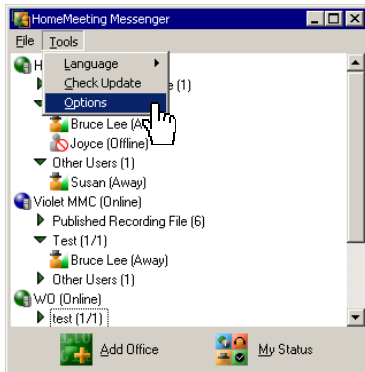 HomeMeeting Messenger
File Tools
H
Language
Check Update
e (1)
Options
Bruce Lee (A
Joyce (Offline)
Other Users (1)
Susan (Away)
Violet MMC (Online)
Published Recording File (6)
Test (1/1)
Bruce Lee (Away)
Other Users (1)
WO (Online)
test (1/1)
Add Office
My Status